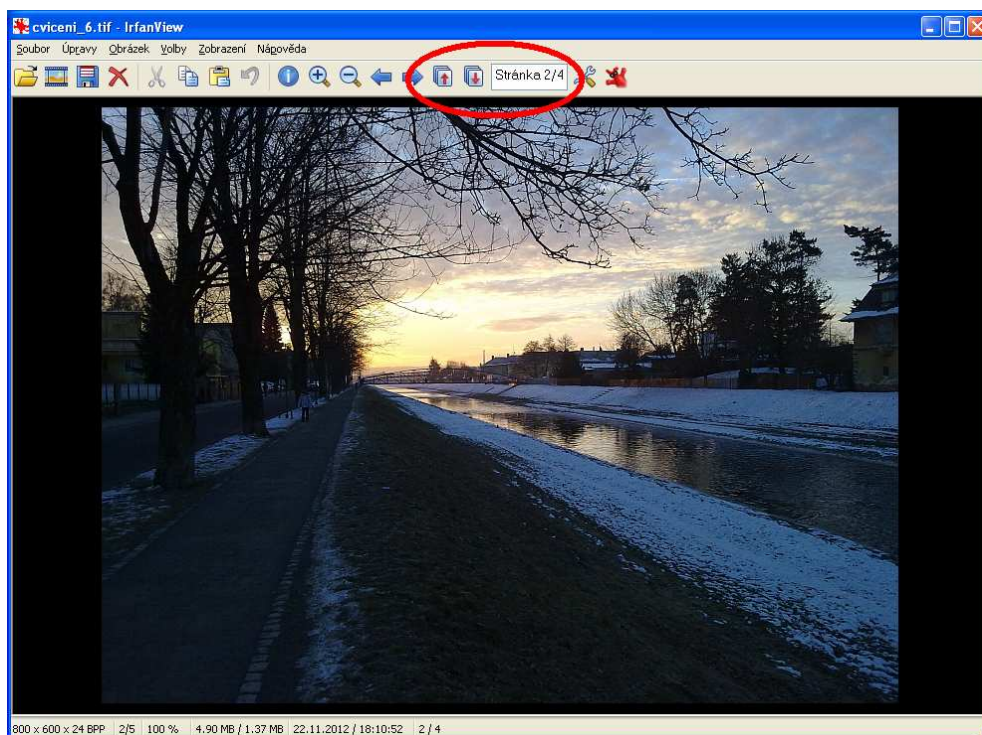 cviceni_6.tif - IrfanView
Soubor Úpravy Obrázek Volby Zobrazení Nápověda
Stránka 2/4
800 x 600 x 24 BPP 2/5 100 % 4.90 MB / 1.37 MB 22.11.2012 / 18:10:52 2 / 4